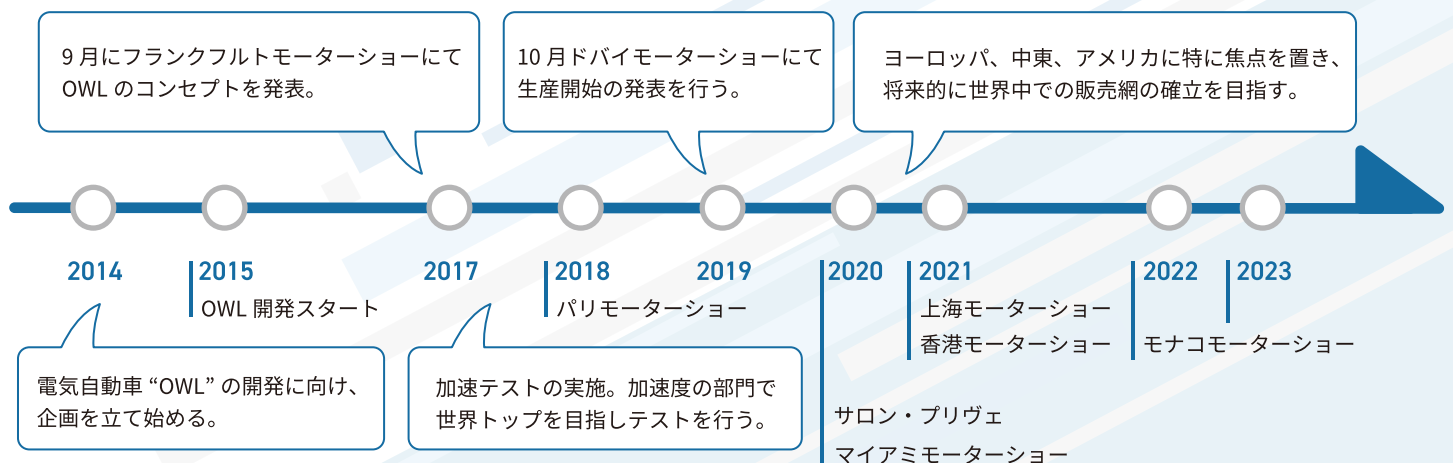 9 月にフランクフルトモーターショーにて
OWL のコンセプトを発表。
10 月ドバイモーターショーにて
生産開始の発表を行う。
ヨーロッパ、中東、アメリカに特に焦点を置き、
将来的に世界中での販売網の確立を目指す。
2014
2015
2017
2018
2019
2020
2021
2022
2023
OWL 開発スタート
パリモーターショー
上海モーターショー
香港モーターショー
モナコモーターショー
電気自動車 “OWL” の開発に向け、
企画を立て始める。
加速テストの実施。加速度の部門で
世界トップを目指しテストを行う。
サロン・プリヴェ
マイアミモーターショー